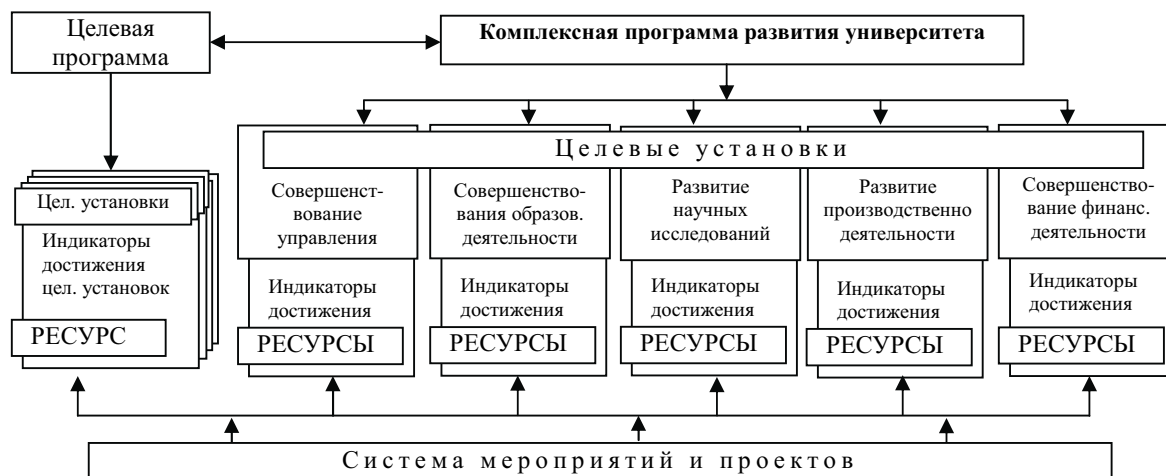 Целевая
программа
Комплексная программа развития университета
Целевые установки
Цел. установки
Индикаторы
достижения
цел. установок
РЕСУРС
Совершенст-
вование
управления
Индикаторы
достижения
РЕСУРСЫ
Совершенство-
вания образов.
деятельности
Индикаторы
достижения
РЕСУРСЫ
Развитие
научных
исследований
Индикаторы
достижения
РЕСУРСЫ
Развитие
производственно
деятельности
Индикаторы
достижения
РЕСУРСЫ
Совершенство-
вание финанс.
деятельности
Индикаторы
достижения
РЕСУРСЫ
Система мероприятий и проектов